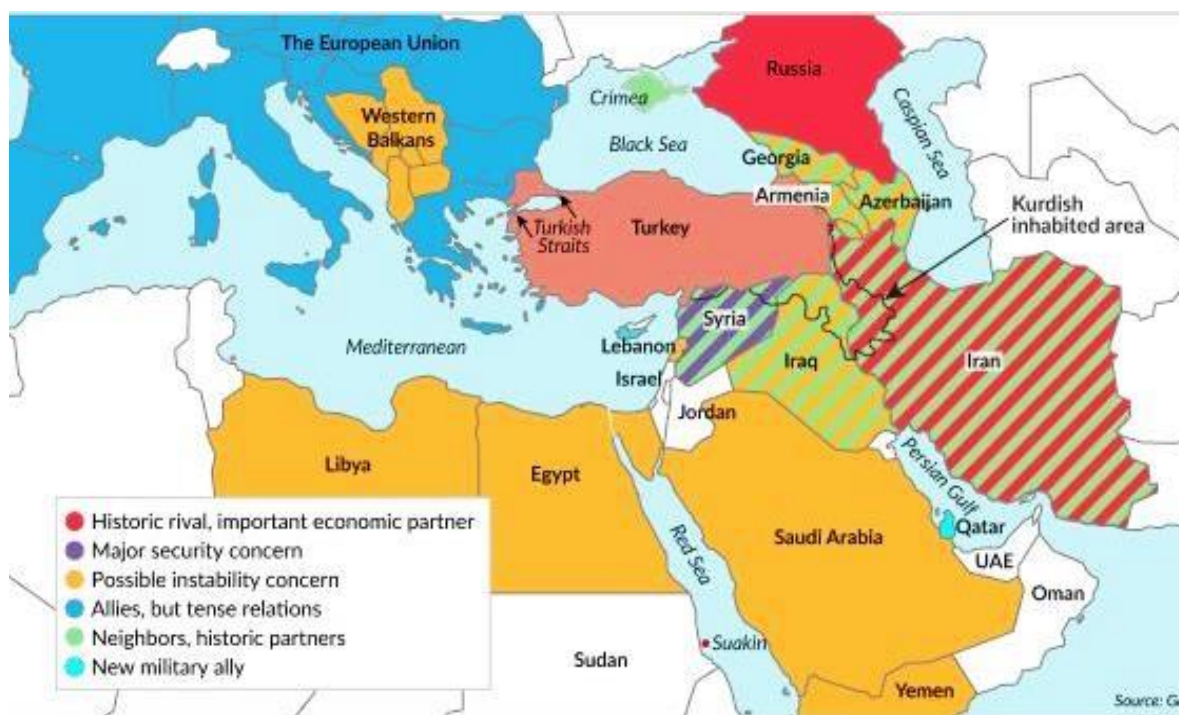 The European Union
Russia
Crimea
Caspian Sea
Western
Balkans
Black Sea
Georgia
Armenia
Azerbaijan
Kurdish
inhabited area
Turkish
Straits
Turkey
Syria
Mediterranean
Lebanon
Iraq
Iran
Israel
Jordan
Persian Gulf
Libya
Egypt
Historic rival, important economic partner
Major security concern
Possible instability concern
Allies, but tense relations
Neighbors, historic partners
New military ally
Red Sea
Saudi Arabia
Qatar
UAE
Oman
Suakin
Sudan
Yemen
Source: